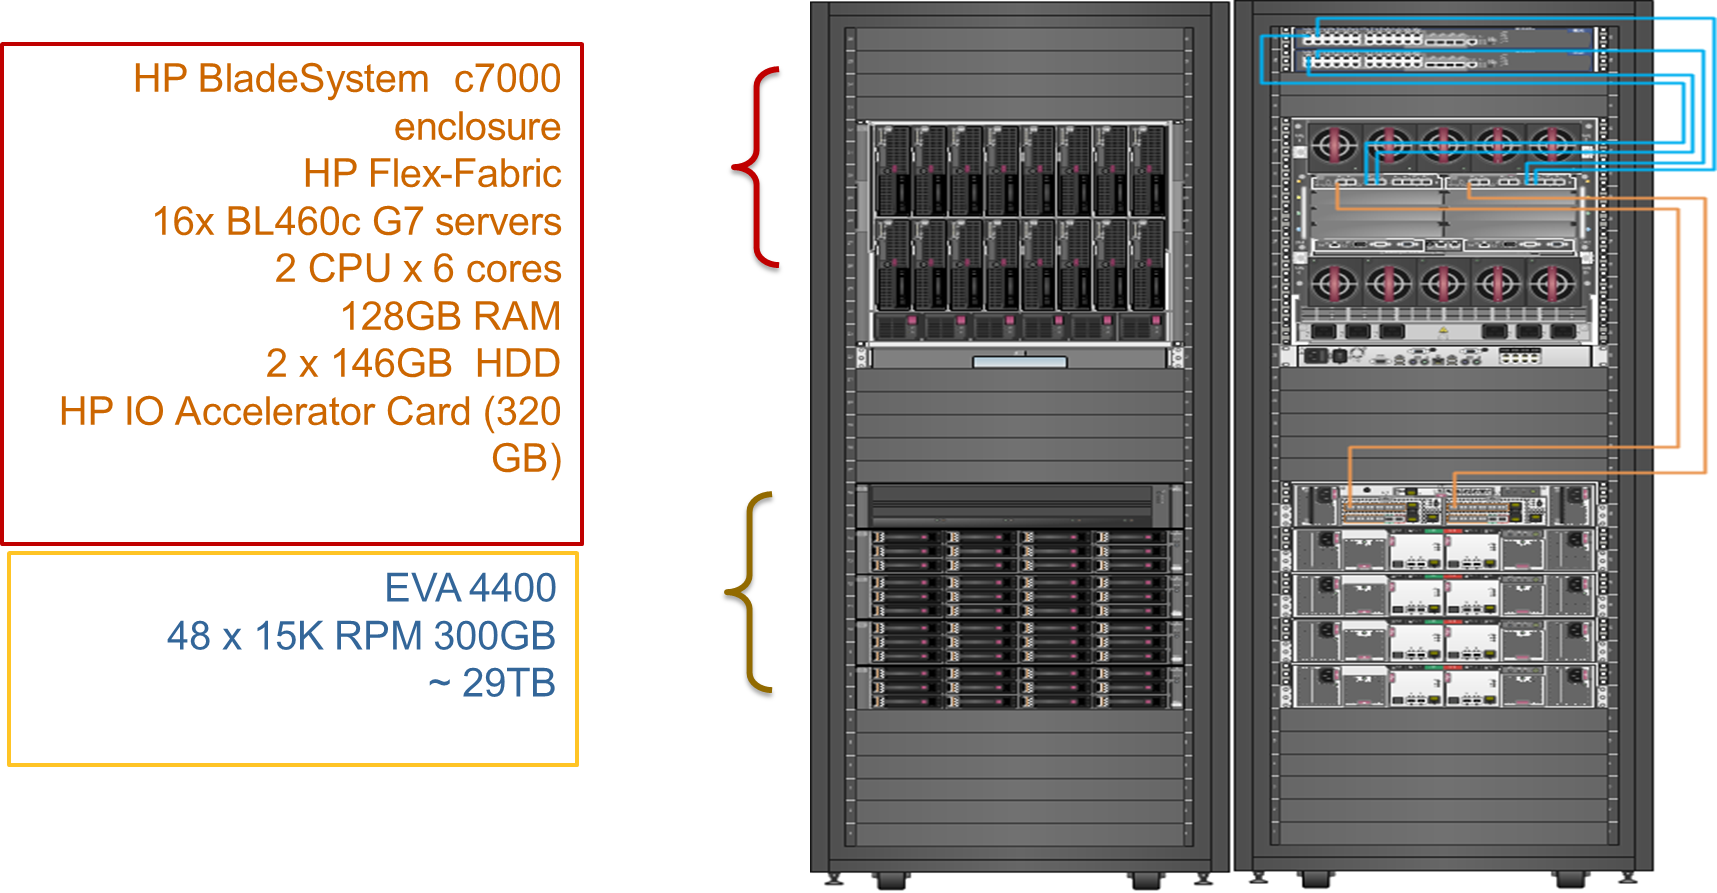 HP BladeSystem  c7000
enclosure
HP Flex-Fabric
16x BL460c G7 servers
2 CPU x 6 cores
128GB RAM
2 x 146GB  HDD
HP IO Accelerator Card (320
GB)
EVA 4400
48 x 15K RPM 300GB
~ 29TB